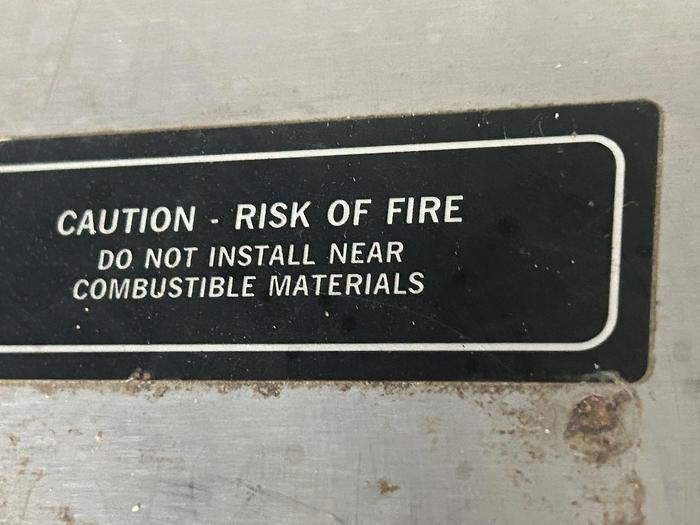 CAUTION - RISK OF FIRE
DO NOT INSTALL NEAR
COMBUSTIBLE MATERIALS